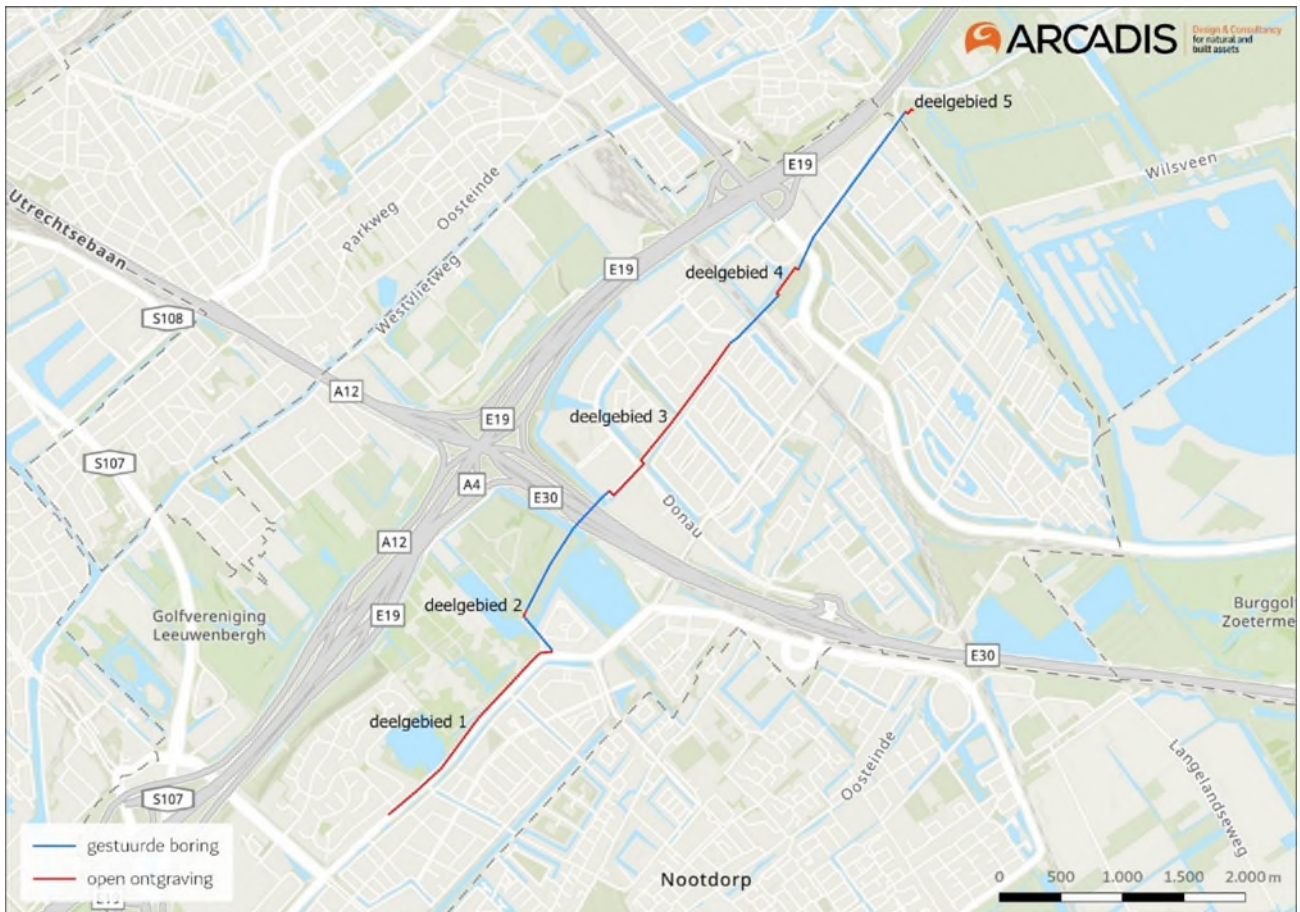 ARCADIS
Design & Consultancy
for natural and
built assets
deelgebied 5
E19
Wilsveen
Oosteinde
Parkweg
Utrechtsebaan
E19
deelgebied 4
Westvlietweg
S108
A12
E19
deelgebied 3
S107
A4
E30
Donau
A12
deelgebied 2
Golfvereniging
Leeuwenbergh
E19
Burggol
Zoeterme
E30
deelgebied 1
Oosteinde
Langelandseweg
S107
gestuurde boring
open ontgraving
Nootdorp
0 500 1.000 1.500 2.000 m